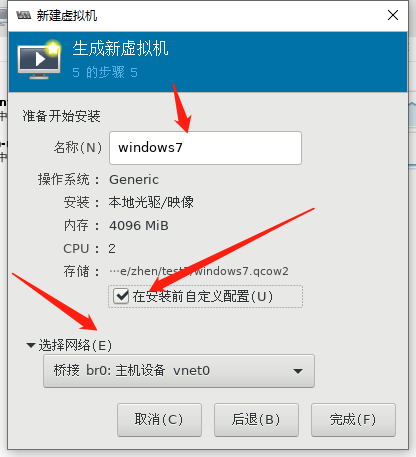 新建虚拟机
生成新虚拟机
5 的步骤 5
准备开始安装
名称(N) windows7
操作系统： Generic
安装： 本地光驱/映像
内存： 4096 MiB
CPU： 2
存储： …e/zhen/test7/windows7.qcow2
在安装前自定义配置(U)
选择网络(E)
桥接 br0: 主机设备 vnet0
取消(C) 后退(B) 完成(F)